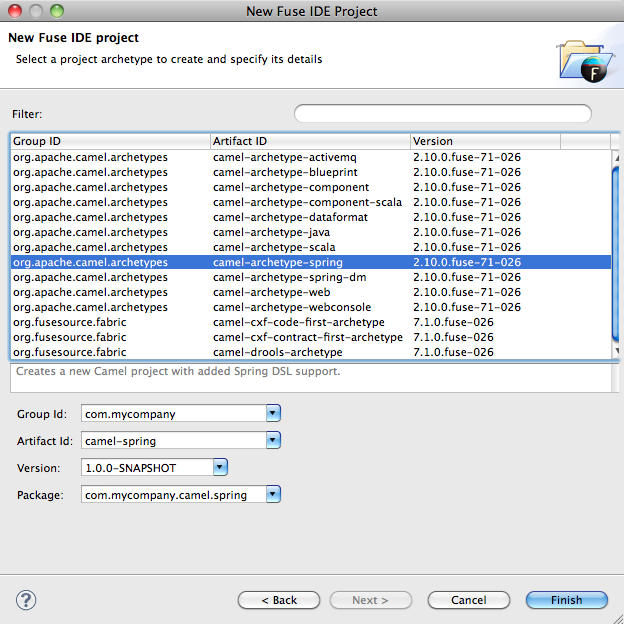 New Fuse IDE Project
New Fuse IDE project
Select a project archetype to create and specify its details
F
Filter:
Group ID Artifact ID Version
org.apache.camel.archetypes camel-archetype-activemq 2.10.0.fuse-71-026
org.apache.camel.archetypes camel-archetype-blueprint 2.10.0.fuse-71-026
org.apache.camel.archetypes camel-archetype-component 2.10.0.fuse-71-026
org.apache.camel.archetypes camel-archetype-component-scala 2.10.0.fuse-71-026
org.apache.camel.archetypes camel-archetype-dataformat 2.10.0.fuse-71-026
org.apache.camel.archetypes camel-archetype-java 2.10.0.fuse-71-026
org.apache.camel.archetypes camel-archetype-scala 2.10.0.fuse-71-026
org.apache.camel.archetypes camel-archetype-spring 2.10.0.fuse-71-026
org.apache.camel.archetypes camel-archetype-spring-dm 2.10.0.fuse-71-026
org.apache.camel.archetypes camel-archetype-web 2.10.0.fuse-71-026
org.apache.camel.archetypes camel-archetype-webconsole 2.10.0.fuse-71-026
org.fusesource.fabric camel-cxf-code-first-archetype 7.1.0.fuse-026
org.fusesource.fabric camel-cxf-contract-first-archetype 7.1.0.fuse-026
org.fusesource.fabric camel-drools-archetype 7.1.0.fuse-026
Creates a new Camel project with added Spring DSL support.
Group Id: com.mycompany
Artifact Id: camel-spring
Version: 1.0.0-SNAPSHOT
Package: com.mycompany.camel.spring
? < Back Next > Cancel Finish